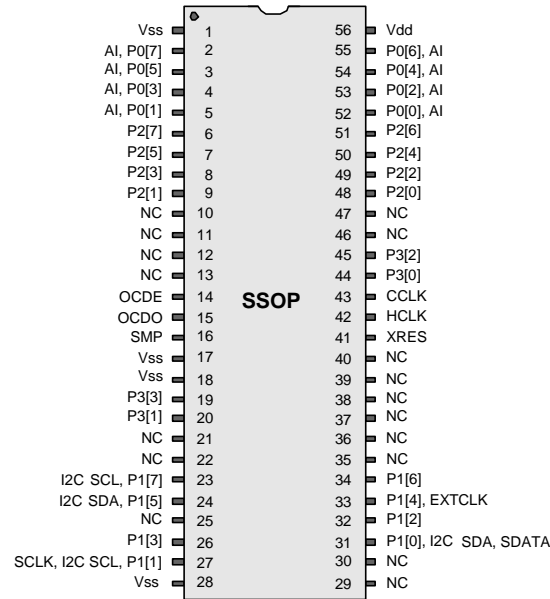 Vss 1 56 Vdd
AI, P0[7] 2 55 P0[6], AI
AI, P0[5] 3 54 P0[4], AI
AI, P0[3] 4 53 P0[2], AI
AI, P0[1] 5 52 P0[0], AI
P2[7] 6 51 P2[6]
P2[5] 7 50 P2[4]
P2[3] 8 49 P2[2]
P2[1] 9 48 P2[0]
NC 10 47 NC
NC 11 46 NC
NC 12 45 P3[2]
NC 13 44 P3[0]
OCDE 14 SSOP 43 CCLK
OCDO 15 42 HCLK
SMP 16 41 XRES
Vss 17 40 NC
Vss 18 39 NC
P3[3] 19 38 NC
P3[1] 20 37 NC
NC 21 36 NC
NC 22 35 NC
I2C SCL, P1[7] 23 34 P1[6]
I2C SDA, P1[5] 24 33 P1[4], EXTCLK
NC 25 32 P1[2]
P1[3] 26 31 P1[0], I2C SDA, SDATA
SCLK, I2C SCL, P1[1] 27 30 NC
Vss 28 29 NC